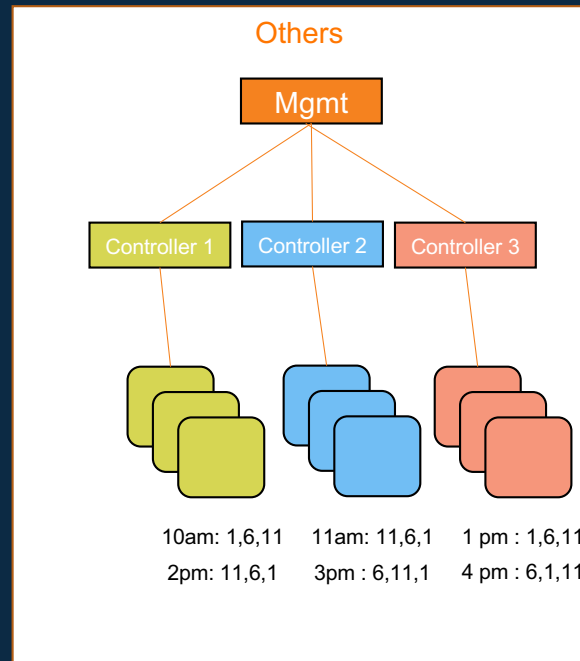 Others
Mgmt
Controller 1 Controller 2 Controller 3
10am: 1,6,11 11am: 11,6,1 1 pm : 1,6,11
2pm: 11,6,1 3pm : 6,11,1 4 pm : 6,1,11